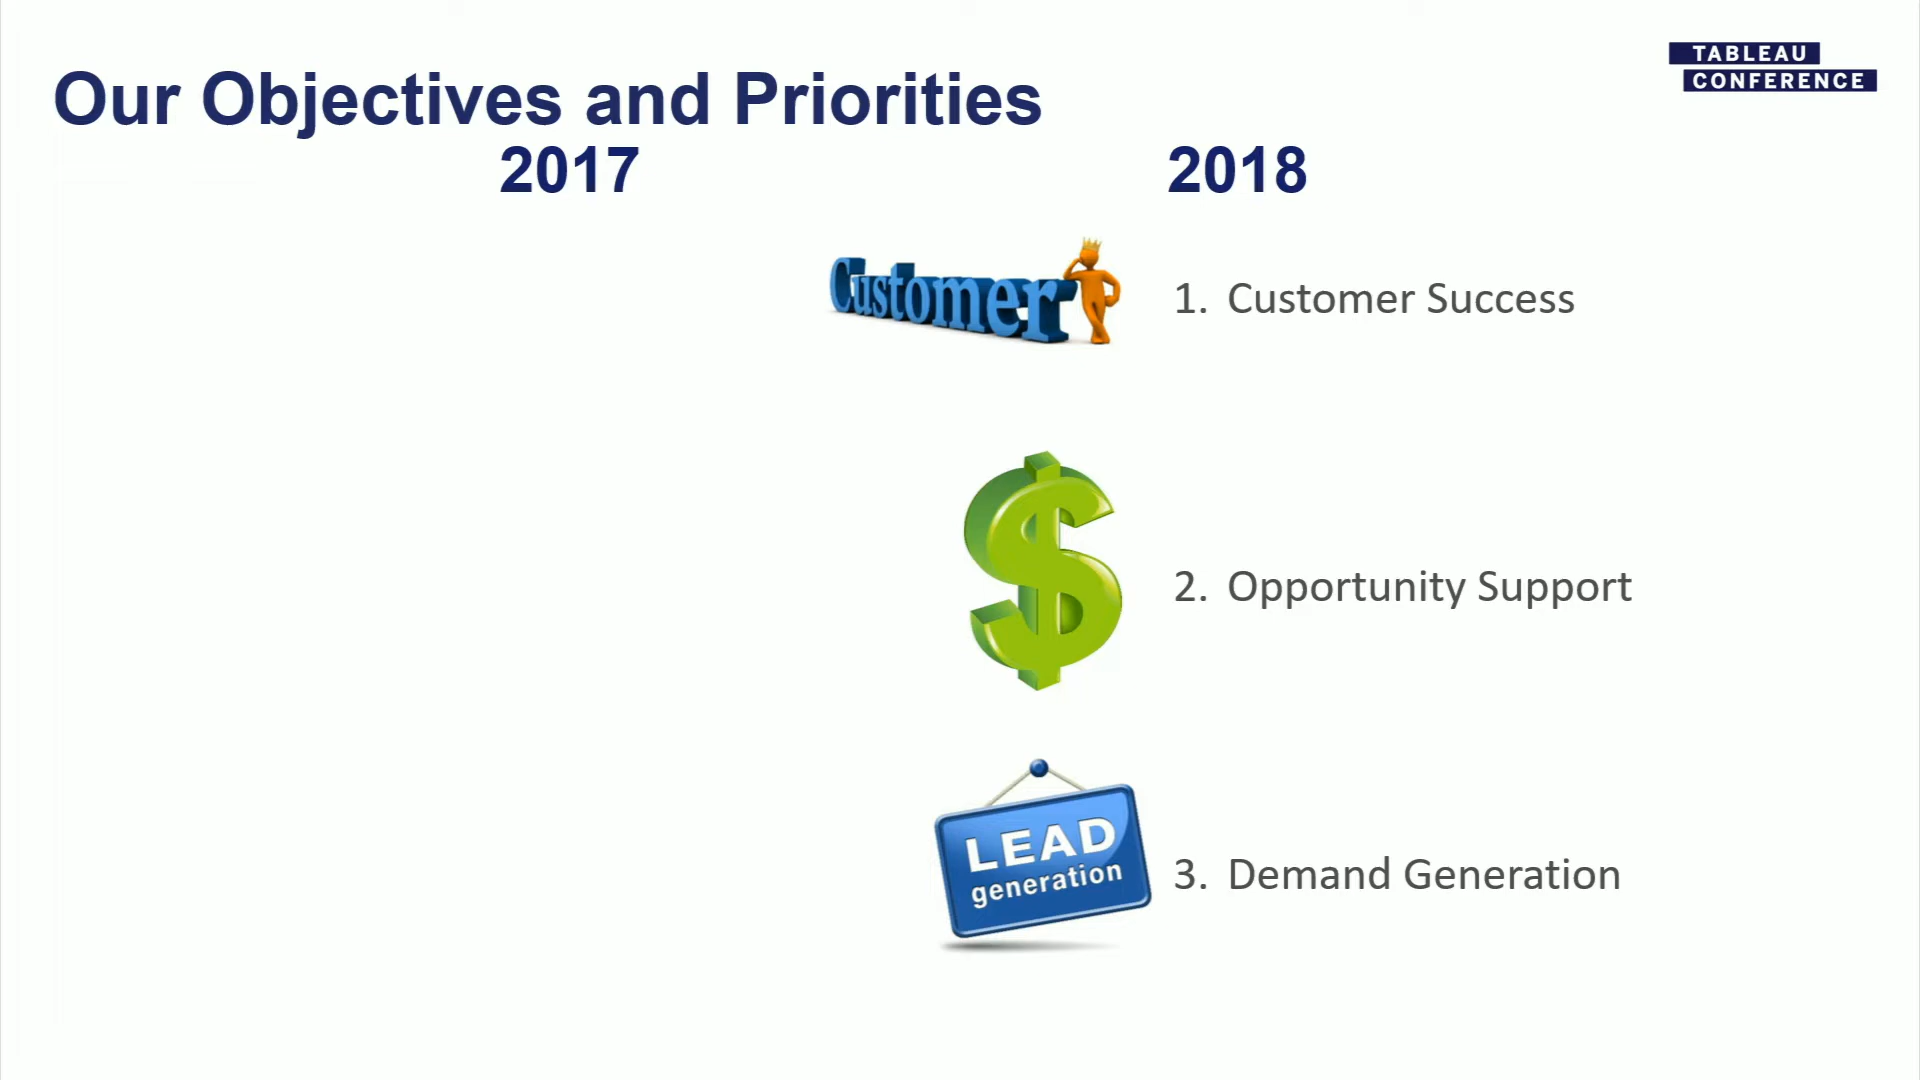 TABLEAU
CONFERENCE
Our Objectives and Priorities
2017
2018
Customer
1. Customer Success
2. Opportunity Support
LEAD
generation
3. Demand Generation